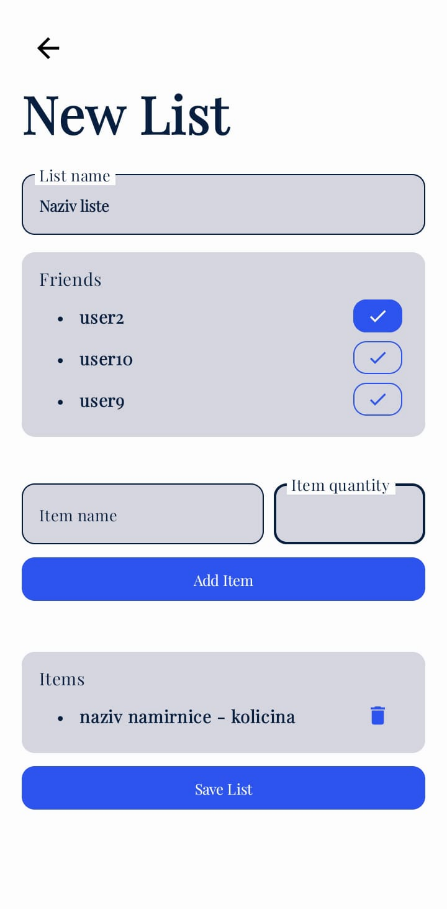 New List
List name
Naziv liste
Friends
• user2
• user10
• user9
Item name
Item quantity
Add Item
Items
• naziv namirnice - kolicina
Save List